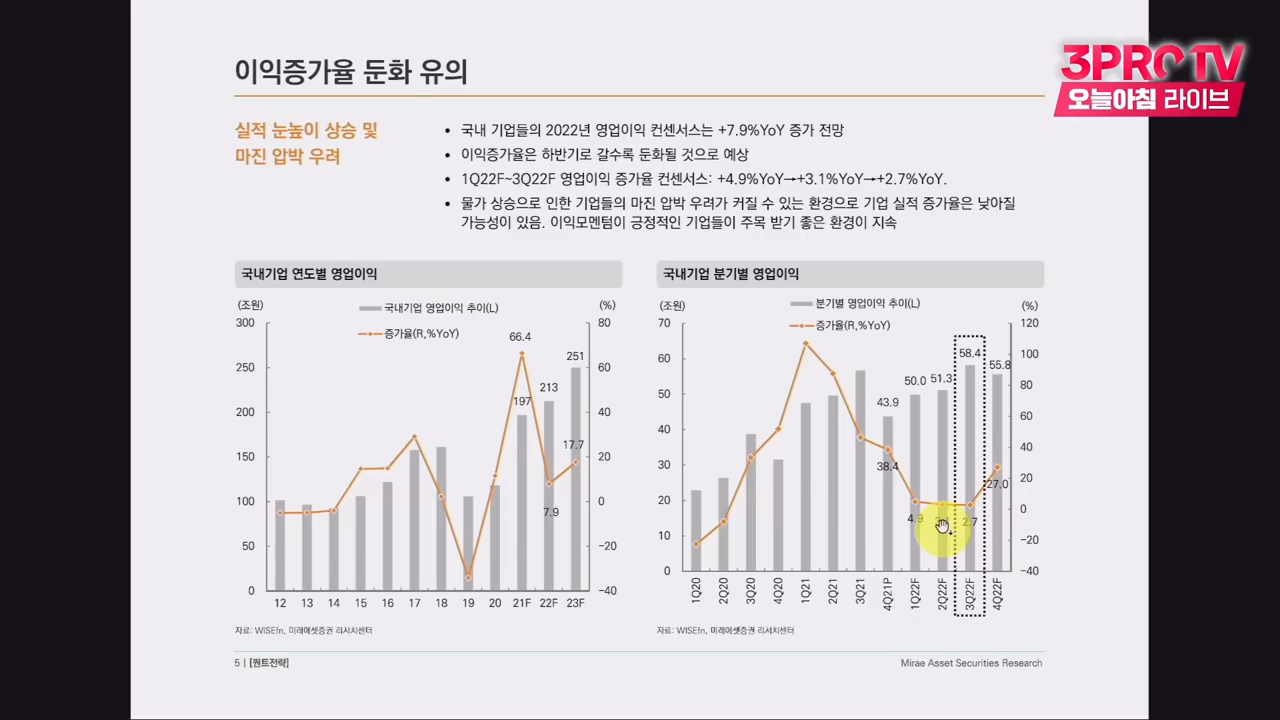 이익증가율 둔화 유의
3PROTV
오늘아침 라이브
실적 눈높이 상승 및
마진 압박 우려
• 국내 기업들의 2022년 영업이익 컨센서스는 +7.9%YoY 증가 전망
• 이익증가율은 하반기로 갈수록 둔화될 것으로 예상
• 1Q22F~3Q22F 영업이익 증가율 컨센서스: +4.9%YoY→+3.1%YoY→+2.7%YoY.
• 물가 상승으로 인한 기업들의 마진 압박 우려가 커질 수 있는 환경으로 기업 실적 증가율은 낮아질
가능성이 있음. 이익모멘텀이 긍정적인 기업들이 주목 받기 좋은 환경이 지속
국내기업 연도별 영업이익
(조원)
(%)
국내기업 영업이익 추이(L)
증가율(R,%YoY)
300
250
200
150
100
50
0
80
60
40
20
0
−20
−40
66.4
251
213
197
17.7
7.9
12 13 14 15 16 17 18 19 20 21F 22F 23F
자료: WISEfn, 미래에셋증권 리서치센터
국내기업 분기별 영업이익
(조원)
(%)
분기별 영업이익 추이(L)
증가율(R,%YoY)
70
60
50
40
30
20
10
0
120
100
80
60
40
20
0
−20
−40
58.4
55.8
50.0
51.3
43.9
38.4
27.0
4.9
2.7
1Q20 2Q20 3Q20 4Q20 1Q21 2Q21 3Q21 4Q21P 1Q22F 2Q22F 3Q22F 4Q22F
자료: WISEfn, 미래에셋증권 리서치센터
5 | [퀀트전략]
Mirae Asset Securities Research